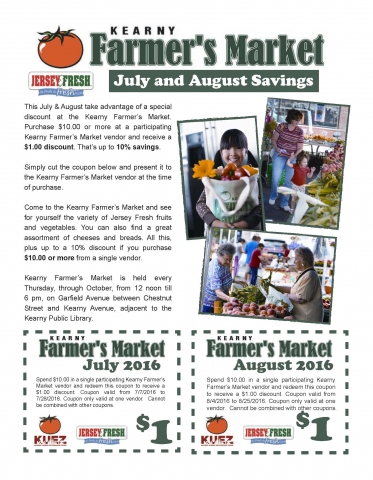 KEARNY
Farmer's Market
JERSEY FRESH
July and August Savings
This July & August take advantage of a special
discount at the Kearny Farmer's Market.
Purchase $10.00 or more at a participating
Kearny Farmer's Market vendor and receive a
$1.00 discount. That's up to 10% savings.
Simply cut the coupon below and present it to
the Kearny Farmer's Market vendor at the time
of purchase.
Come to the Kearny Farmer's Market and see
for yourself the variety of Jersey Fresh fruits
and vegetables. You can also find a great
assortment of cheeses and breads. All this,
plus up to a 10% discount if you purchase
$10.00 or more from a single vendor.
Kearny Farmer's Market is held every
Thursday, through October, from 12 noon till
6 pm, on Garfield Avenue between Chestnut
Street and Kearny Avenue, adjacent to the
Kearny Public Library.
KEARNY
Farmer's Market
July 2016
Spend $10.00 in a single participating Kearny Farmer's
Market vendor and redeem this coupon to receive a
$1.00 discount. Coupon valid from 7/7/2016 to
7/28/2016. Coupon only valid at one vendor. Cannot
be combined with other coupons.
KUEZ
JERSEY FRESH
$1
KEARNY
Farmer's Market
August 2016
Spend $10.00 in a single participating Kearny
Farmer's Market vendor and redeem this coupon
to receive a $1.00 discount. Coupon valid from
8/4/2016 to 8/25/2016. Coupon only valid at one
vendor. Cannot be combined with other coupons
KUEZ
JERSEY FRESH
$1